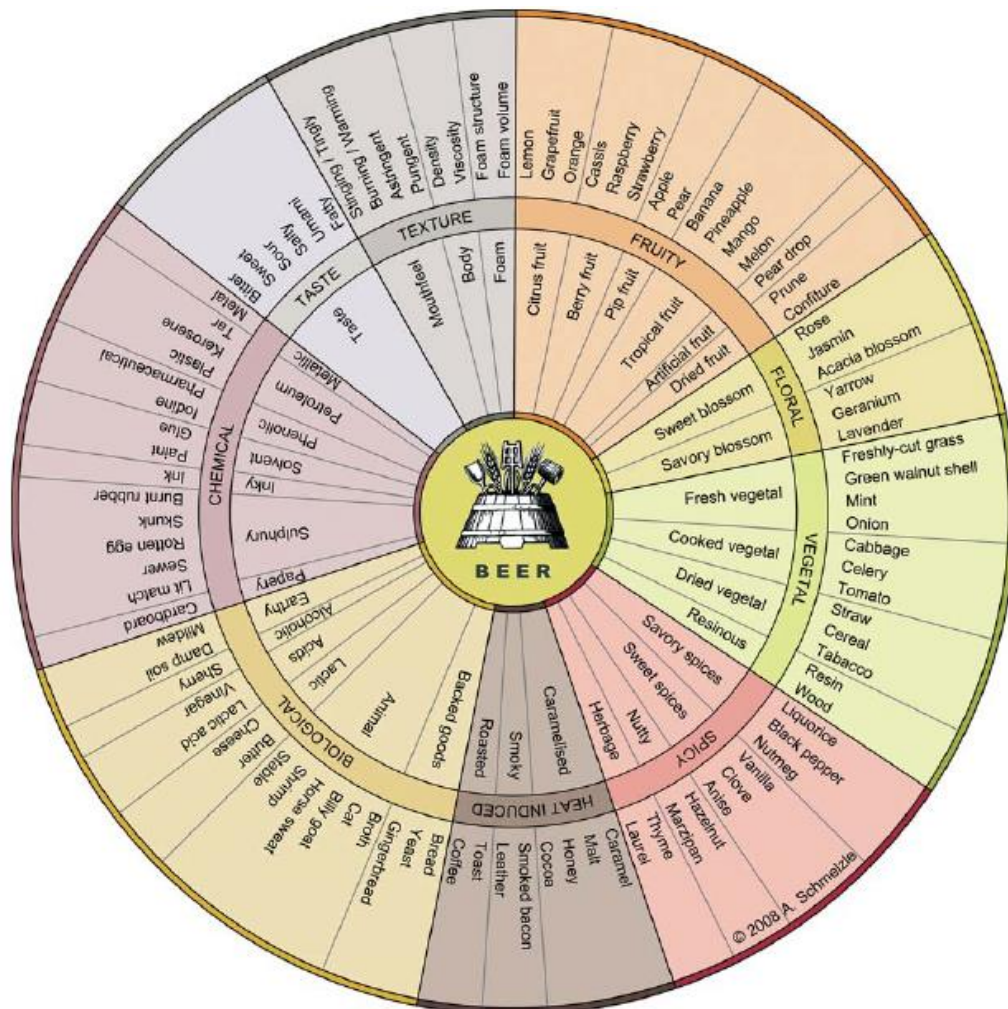 Lemon
Grapefruit
Orange
Cassis
Raspberry
Strawberry
Apple
Pear
Banana
Pineapple
Mango
Melon
Pear drop
Prune
Confiture
Rose
Jasmin
Acacia blossom
Yarrow
Geranium
Lavender
Freshly-cut grass
Green walnut shell
Mint
Onion
Cabbage
Celery
Tomato
Straw
Cereal
Tabacco
Resin
Wood
Liquorice
Black pepper
Nutmeg
Vanilla
Clove
Anise
Hazelnut
Marzipan
Thyme
Laurel
Caramel
Malt
Honey
Cocoa
Smoked bacon
Leather
Toast
Coffee
Bread
Yeast
Gingerbread
Broth
Cat
Billy goat
Horse swear
Shrimp
Stable
Butter
Cheese
Lactic acid
Vinegar
Sherry
Damp soil
Mildew
Cardboard
Lit match
Sewer
Rotten egg
Skunk
Burnt rubber
Ink
Paint
Glue
Iodine
Pharmaceutical
Plastic
Kerosene
Tar
Metal
Bitter
Sweet
Sour
Salty
Umami
Fatty
Stinging / Tingly
Burning / Warming
Astringent
Pungent
Density
Viscosity
Foam structure
Foam volume
FRUITY
FLORAL
VEGETAL
SPICY
HEAT INDUCED
BIOLOGICAL
CHEMICAL
TASTE
TEXTURE
Citrus fruit
Berry fruit
Pip fruit
Tropical fruit
Artificial fruit
Dried fruit
Sweet blossom
Savory blossom
Fresh vegetal
Cooked vegetal
Dried vegetal
Resinous
Savory spices
Sweet spices
Nutty
Herbage
Caramelised
Smoky
Roasted
Backed goods
Animal
Lactic
Acids
Alcoholic
Earthy
Papery
Sulphury
Inky
Solvent
Phenolic
Petroleum
Metallic
Taste
Mouthfeel
Body
Foam
BEER
© 2008 A. Schmelzle